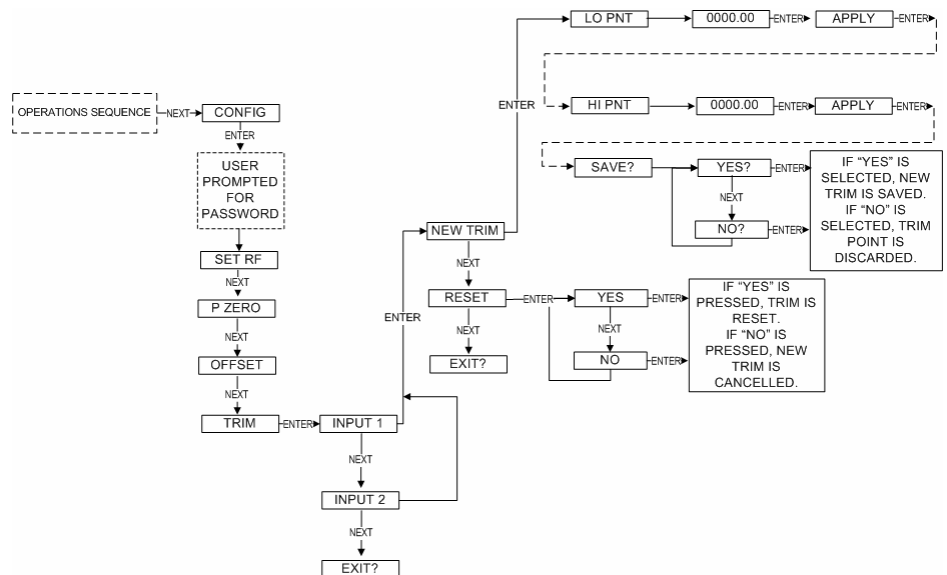 LO PNT
0000.00
ENTER
APPLY
ENTER
ENTER
HI PNT
0000.00
ENTER
APPLY
ENTER
OPERATIONS SEQUENCE
NEXT
CONFIG
ENTER
USER
PROMPTED
FOR
PASSWORD
SET RF
NEXT
P ZERO
NEXT
OFFSET
NEXT
TRIM
ENTER
INPUT 1
NEXT
INPUT 2
NEXT
EXIT?
ENTER
NEW TRIM
NEXT
RESET
NEXT
EXIT?
SAVE?
YES?
ENTER
NEXT
NO?
ENTER
IF “YES” IS
SELECTED, NEW
TRIM IS SAVED.
IF “NO” IS
SELECTED, TRIM
POINT IS
DISCARDED.
ENTER
YES
ENTER
NEXT
NO
ENTER
IF “YES” IS
PRESSED, TRIM IS
RESET.
IF “NO” IS
PRESSED, NEW
TRIM IS
CANCELLED.